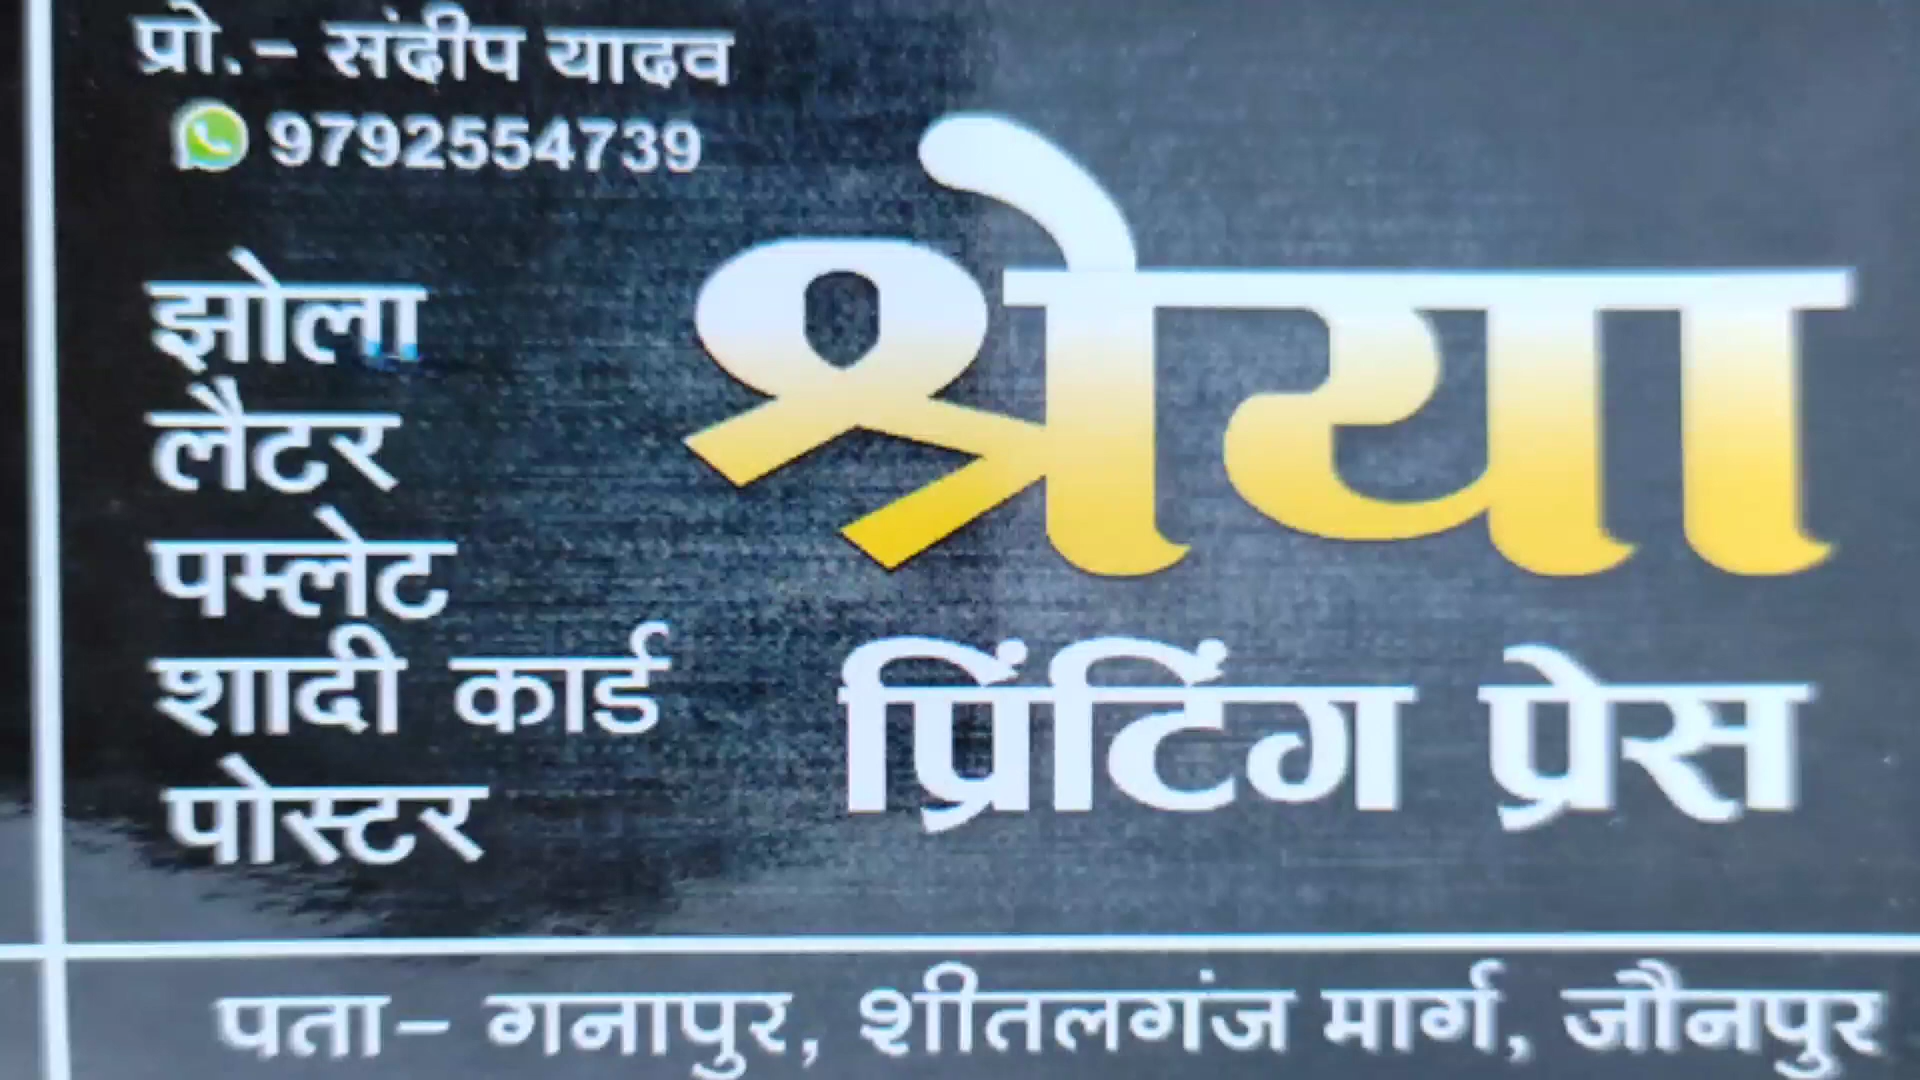 प्रो.- संदीप यादव
9792554739
झोला
लैटर
पम्लेट
शादी कार्ड
पोस्टर
श्रेया
प्रिंटिंग प्रेस
पता- गनापुर, शीतलगंज मार्ग, जौनपुर